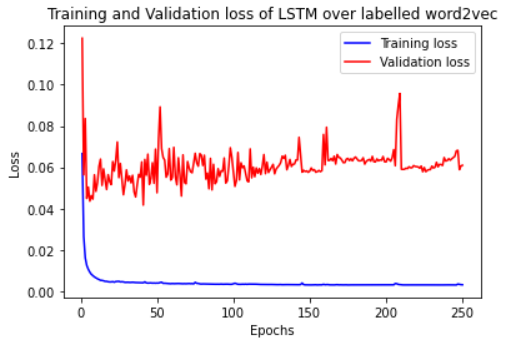 Training and Validation loss of LSTM over labelled word2vec
Training loss
Validation loss
0.12
0.10
0.08
0.06
0.04
0.02
0.00
Loss
0 50 100 150 200 250
Epochs